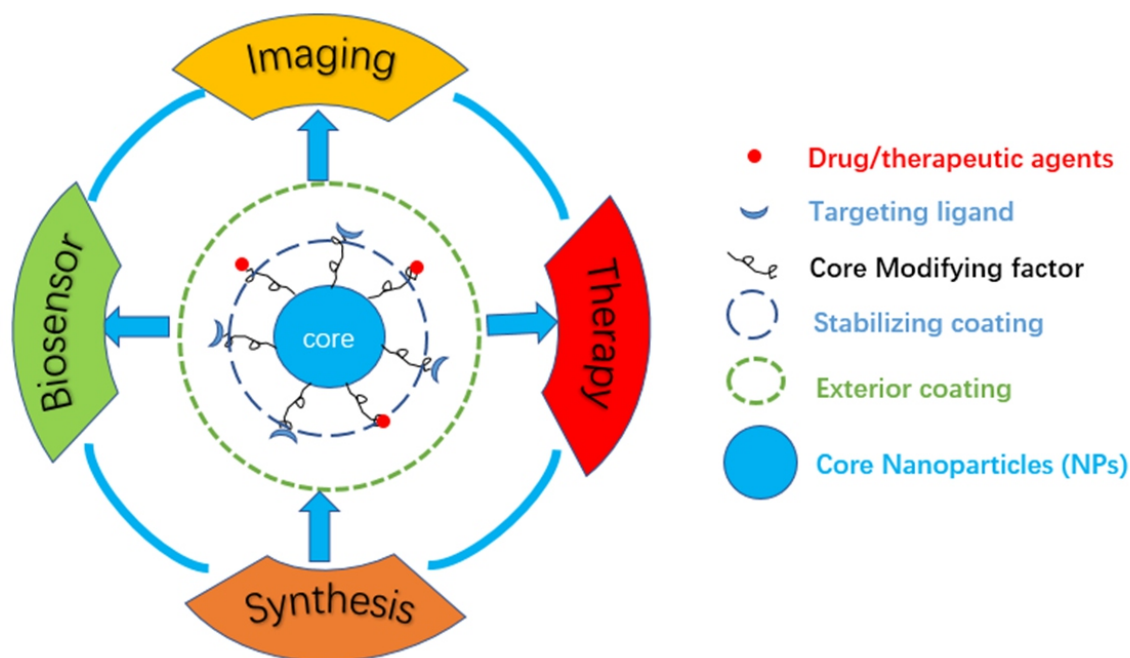 Imaging
Biosensor
core
Therapy
Synthesis
Drug/therapeutic agents
Targeting ligand
Core Modifying factor
Stabilizing coating
Exterior coating
Core Nanoparticles (NPs)